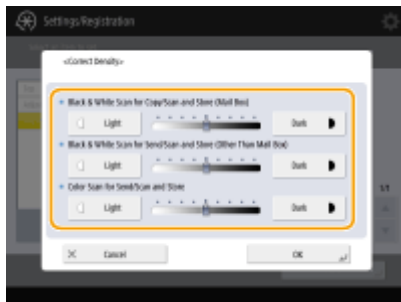 Settings/Registration
<Correct Density>
Black & White Scan for Copy/Scan and Store (Mail Box)
Light
Dark
Black & White Scan for Send/Scan and Store (Other Than Mail Box)
Light
Dark
Color Scan for Send/Scan and Store
Light
Dark
1/1
Cancel
OK